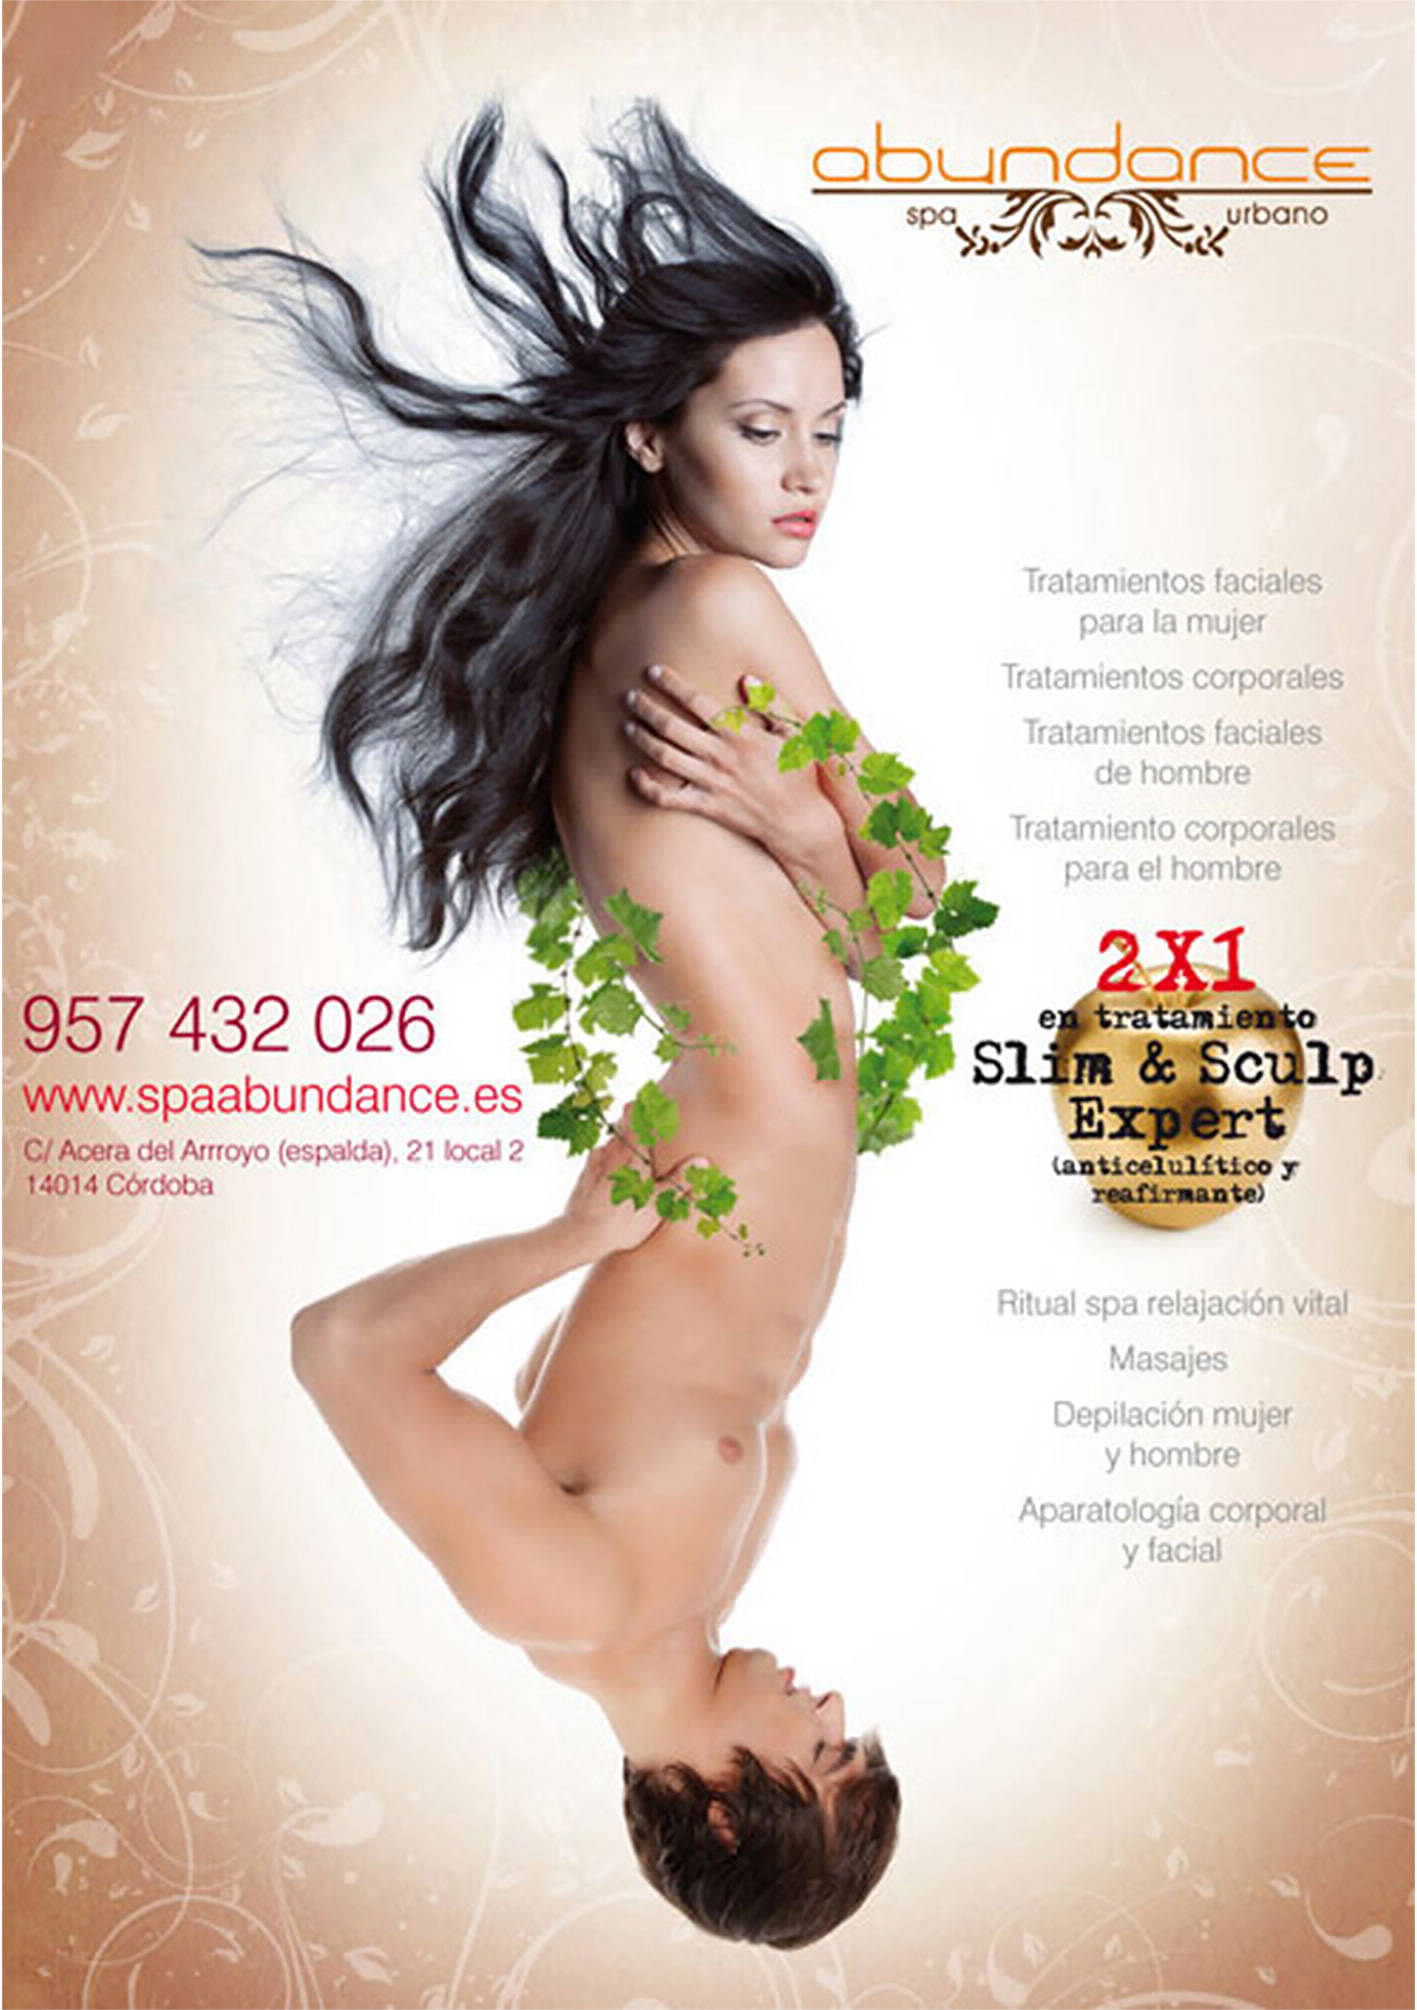 abundance
spa urbano
Tratamientos faciales
para la mujer
Tratamientos corporales
Tratamientos faciales
de hombre
Tratamiento corporales
para el hombre
2X1
en tratamiento
Slim & Sculp
Expert
(anticelulítico y
reafirmante)
957 432 026
www.spaabundance.es
C/ Acera del Arrroyo (espalda), 21 local 2
14014 Córdoba
Ritual spa relajación vital
Masajes
Depilación mujer
y hombre
Aparatología corporal
y facial